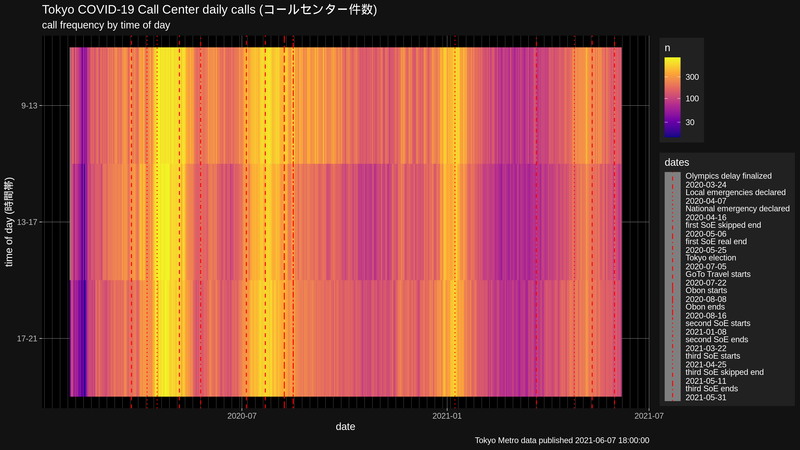 Tokyo COVID-19 Call Center daily calls (コールセンター件数)
call frequency by time of day
time of day (時間帯)
9-13
13-17
17-21
2020-07
2021-01
2021-07
date
Tokyo Metro data published 2021-06-07 18:00:00
n
300
100
30
dates
Olympics delay finalized
2020-03-24
Local emergencies declared
2020-04-07
National emergency declared
2020-04-16
first SoE skipped end
2020-05-06
first SoE real end
2020-05-25
Tokyo election
2020-07-05
GoTo Travel starts
2020-07-22
Obon starts
2020-08-08
Obon ends
2020-08-16
second SoE starts
2021-01-08
second SoE ends
2021-03-22
third SoE starts
2021-04-25
third SoE skipped end
2021-05-11
third SoE ends
2021-05-31